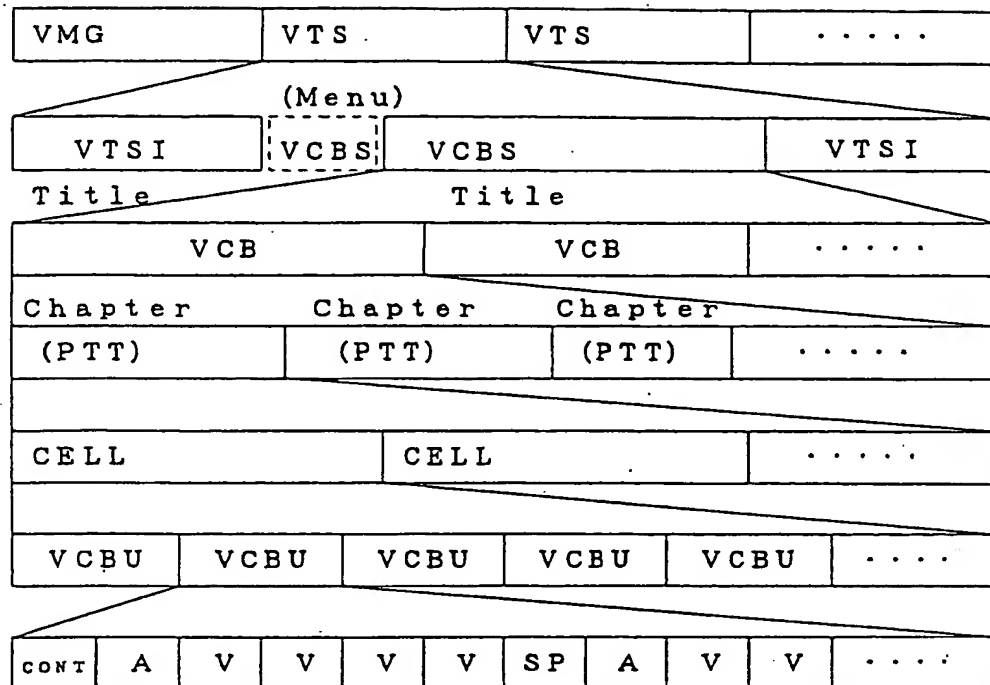 VMG VTS VTS .....
(Menu)
VTSI VCBS VCBS VTSI
Title Title
VCB VCB .....
Chapter Chapter Chapter
(PTT) (PTT) (PTT) .....
CELL CELL .....
VCBU VCBU VCBU VCBU VCBU ....
CONT A V V V V SP A V V ....